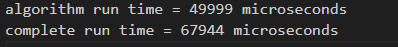 algorithm run time = 49999 microseconds
complete run time = 67944 microseconds